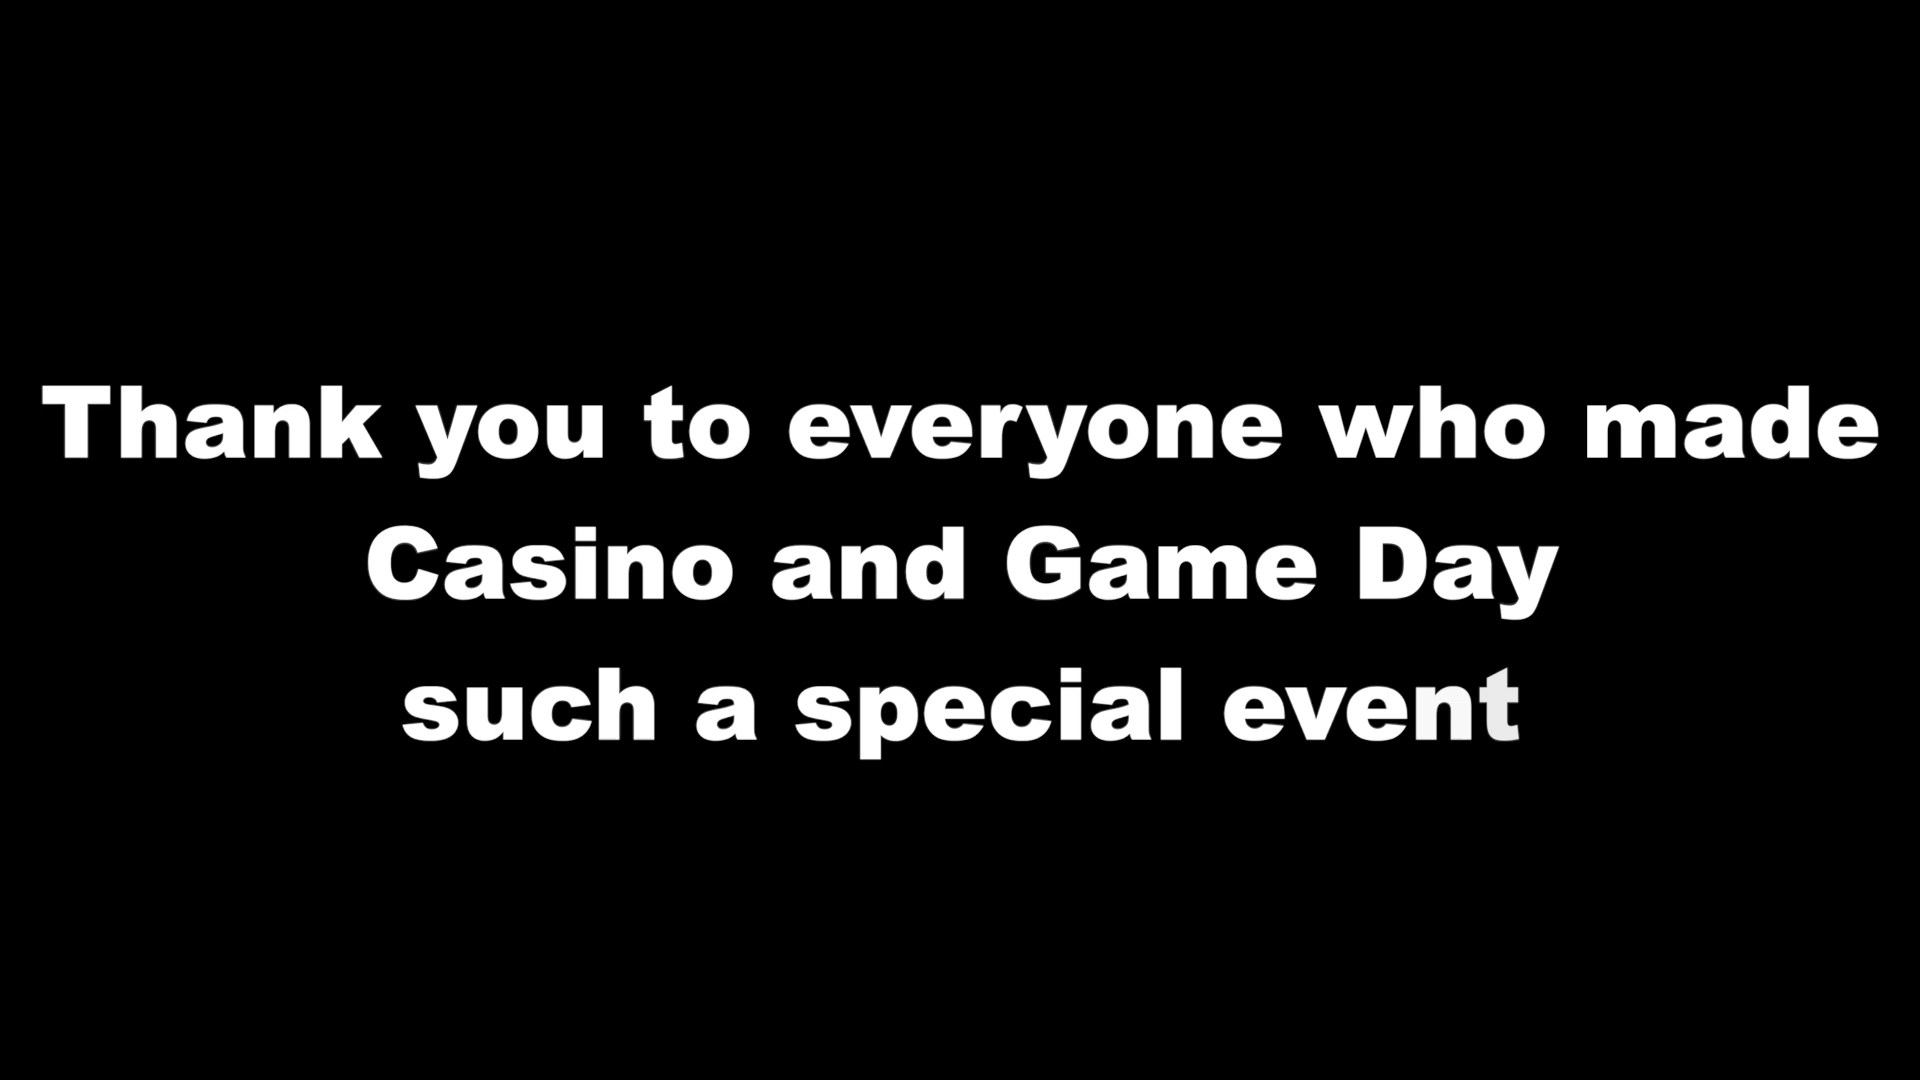 Thank you to everyone who made
Casino and Game Day
such a special event